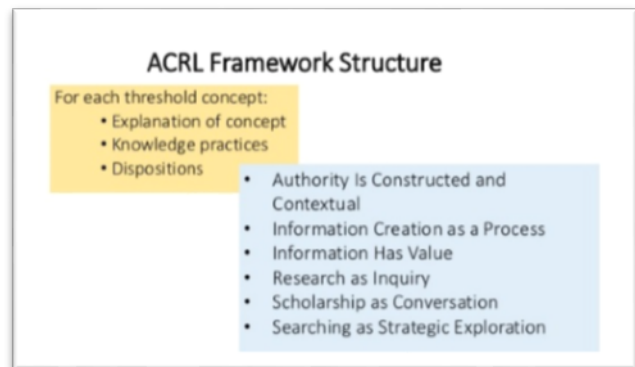 ACRL Framework Structure
For each threshold concept:
• Explanation of concept
• Knowledge practices
• Dispositions
• Authority Is Constructed and
Contextual
• Information Creation as a Process
• Information Has Value
• Research as Inquiry
• Scholarship as Conversation
• Searching as Strategic Exploration